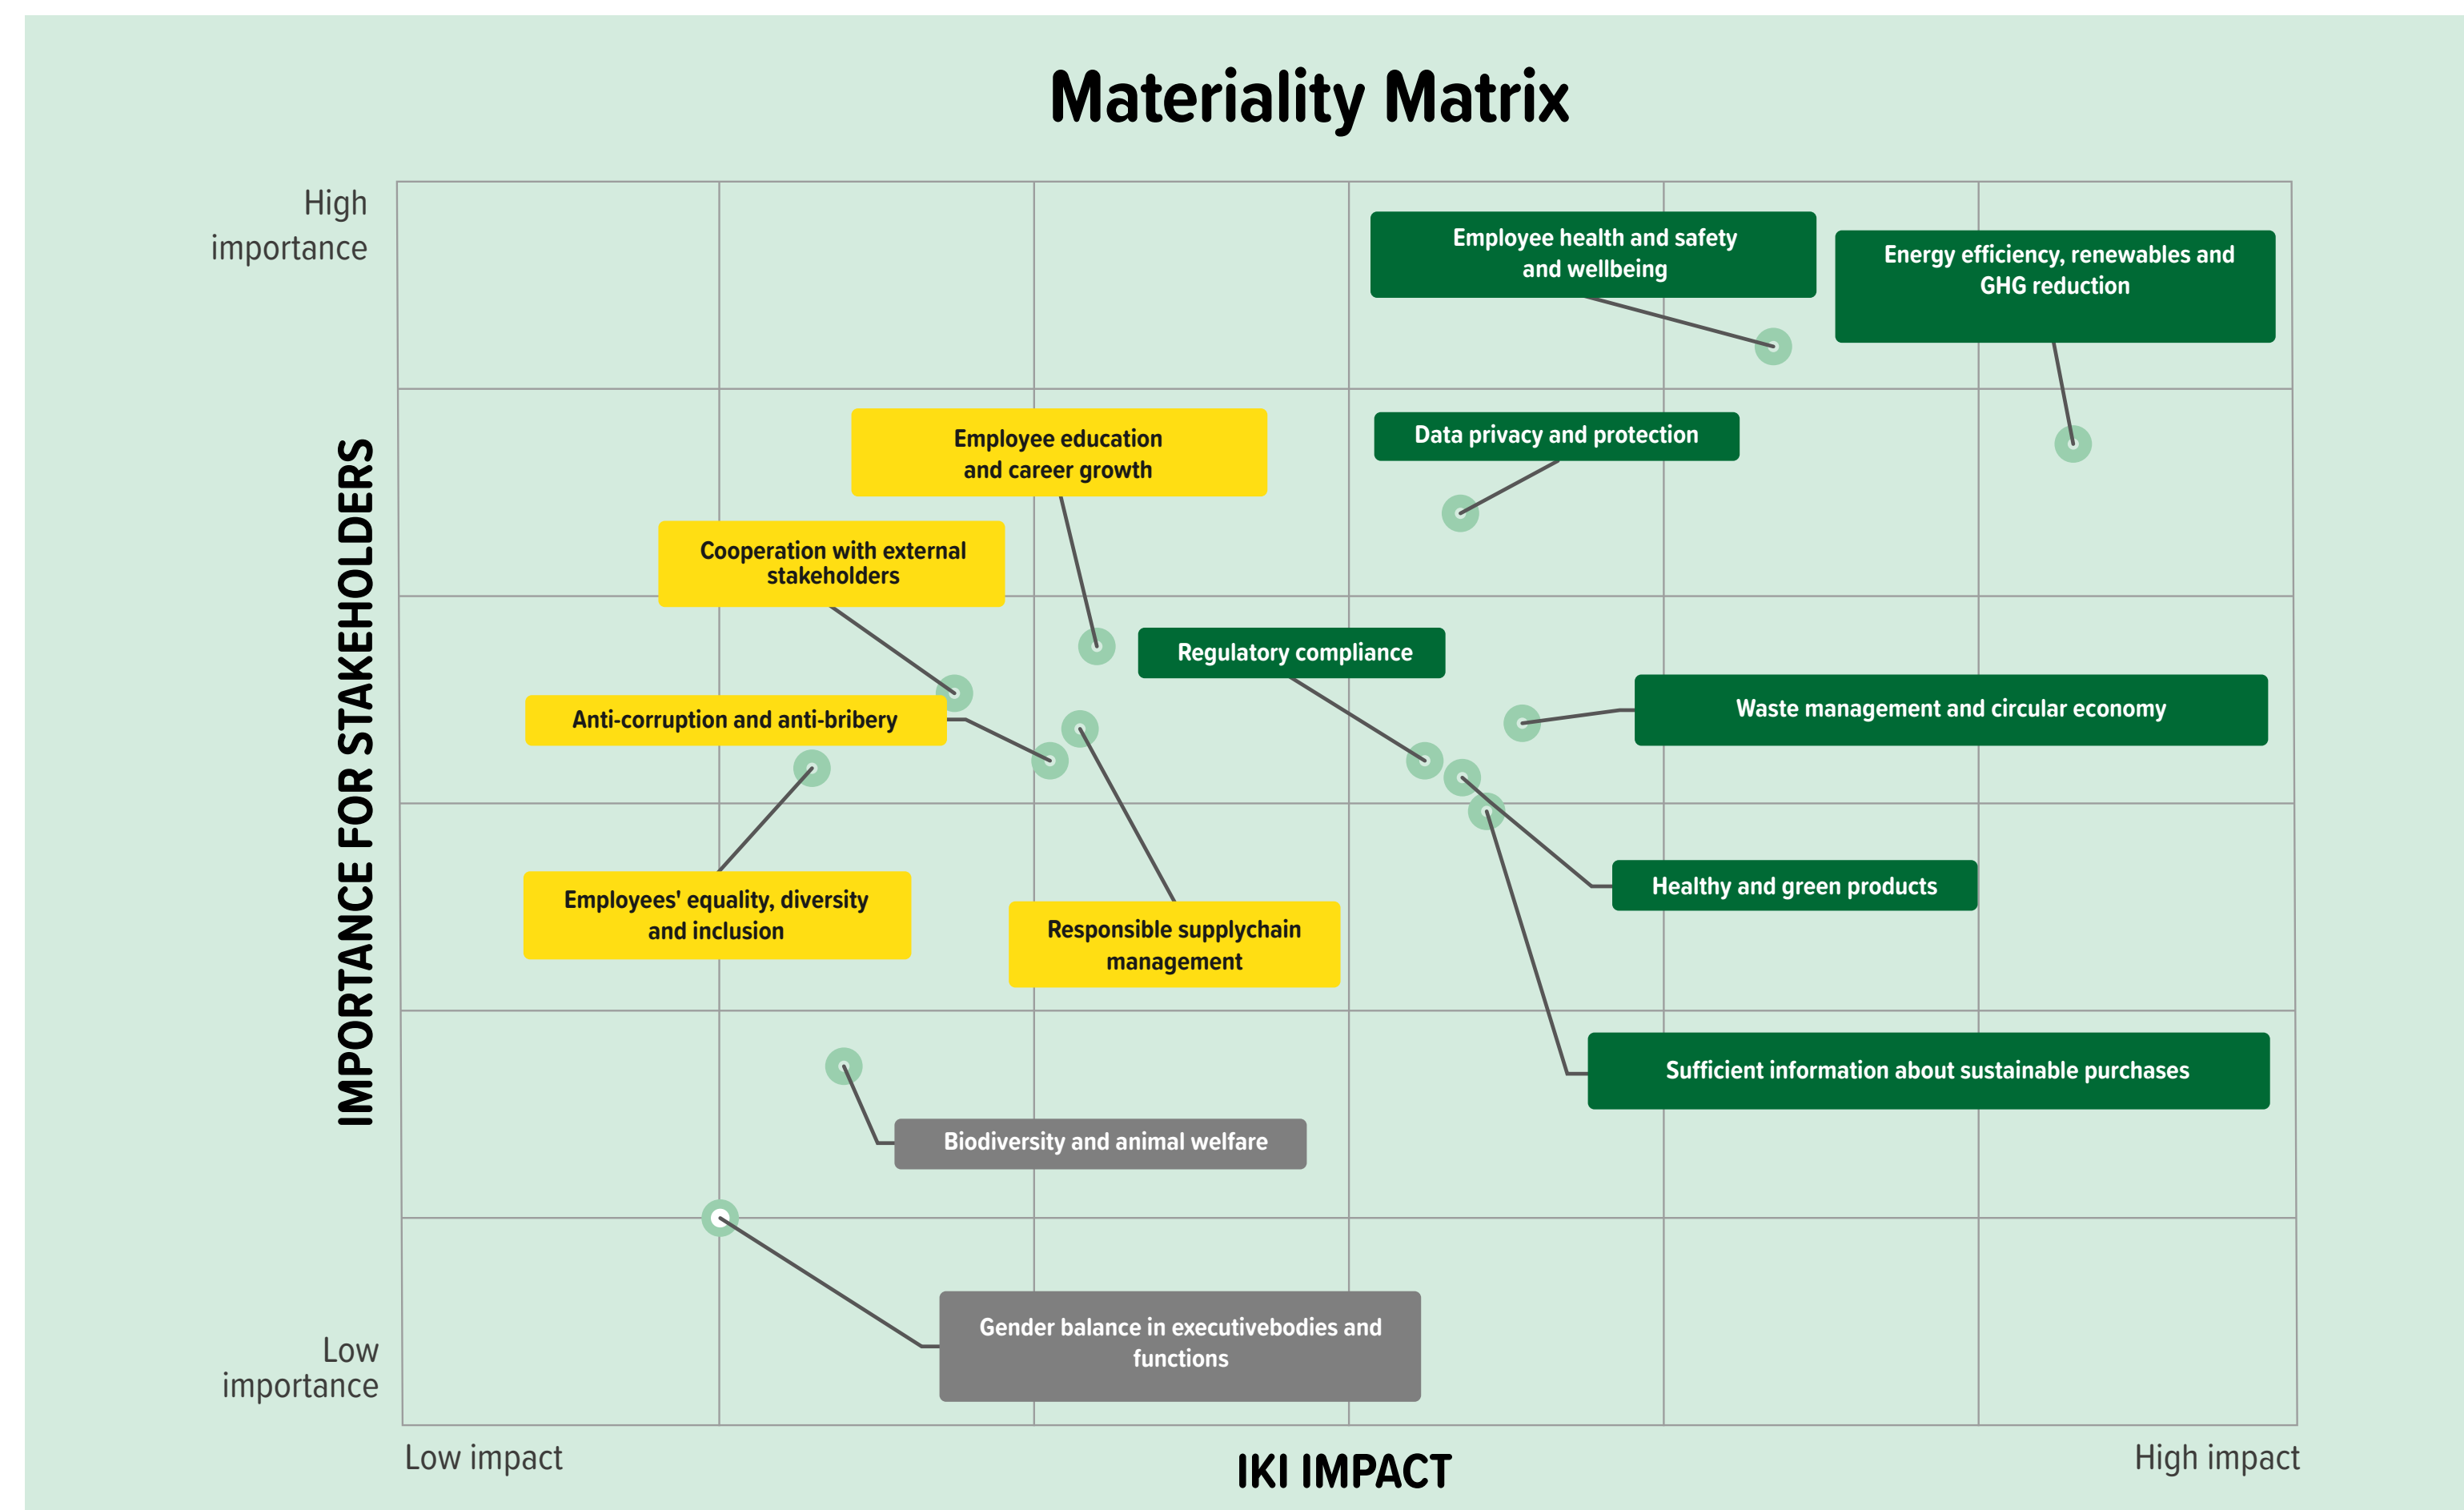 Materiality Matrix
High
importance
Employee health and safety
and wellbeing
Energy efficiency, renewables and
GHG reduction
Employee education
and career growth
Data privacy and protection
Cooperation with external
stakeholders
Regulatory compliance
Waste management and circular economy
Anti-corruption and anti-bribery
IMPORTANCE FOR STAKEHOLDERS
Employees' equality, diversity
and inclusion
Responsible supplychain
management
Healthy and green products
Sufficient information about sustainable purchases
Biodiversity and animal welfare
Gender balance in executivebodies and
functions
Low
importance
Low impact
IKI IMPACT
High impact